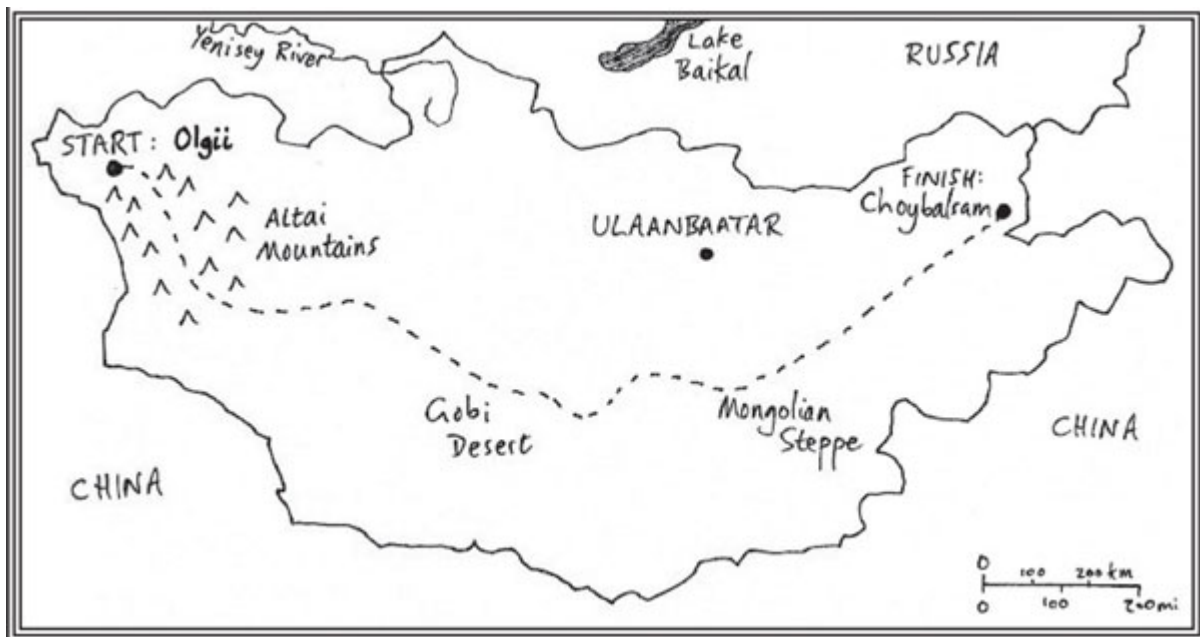 Yenisey River
Lake
Baikal
RUSSIA
START: Olgii
FINISH:
Choybalsam
Altai
Mountains
ULAANBAATAR
Gobi
Desert
Mongolian
Steppe
CHINA
CHINA
0 100 200 km
0 100 200 mi